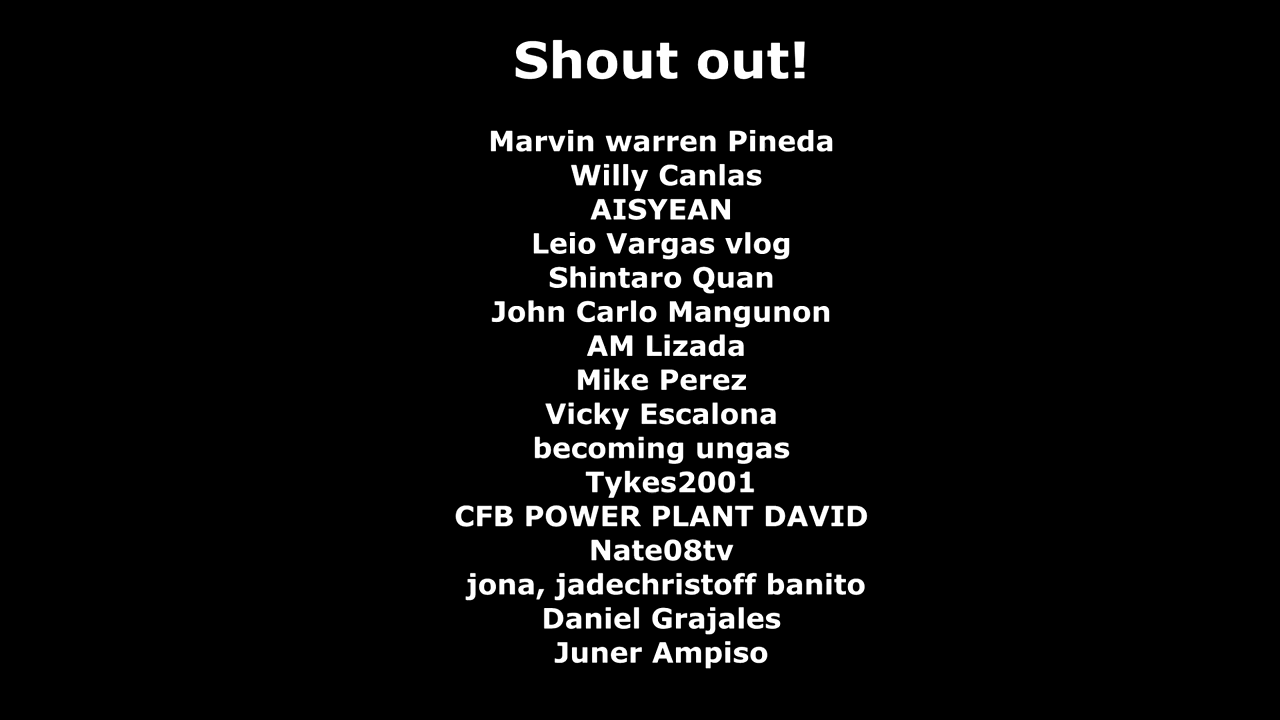 Shout out!
Marvin warren Pineda
Willy Canlas
AISYEAN
Leio Vargas vlog
Shintaro Quan
John Carlo Mangunon
AM Lizada
Mike Perez
Vicky Escalona
becoming ungas
Tykes2001
CFB POWER PLANT DAVID
Nate08tv
jona, jadechristoff banito
Daniel Grajales
Juner Ampiso